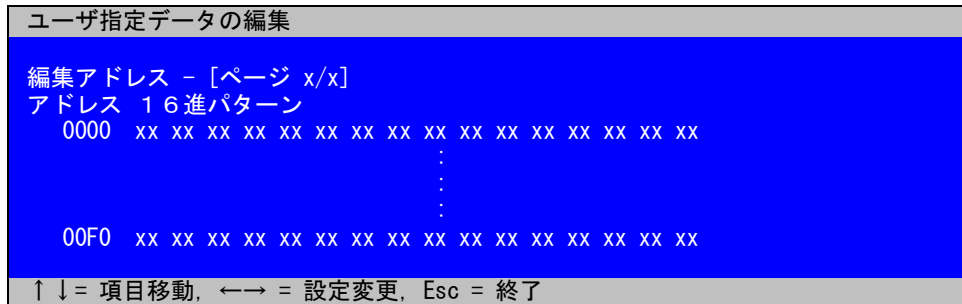 ユーザ指定データの編集
編集アドレス - [ページ x/x]
アドレス １６進パターン
0000 xx xx xx xx xx xx xx xx xx xx xx xx xx xx xx xx
:
:
:
00F0 xx xx xx xx xx xx xx xx xx xx xx xx xx xx xx xx
↑↓= 項目移動, ←→ = 設定変更, Esc = 終了